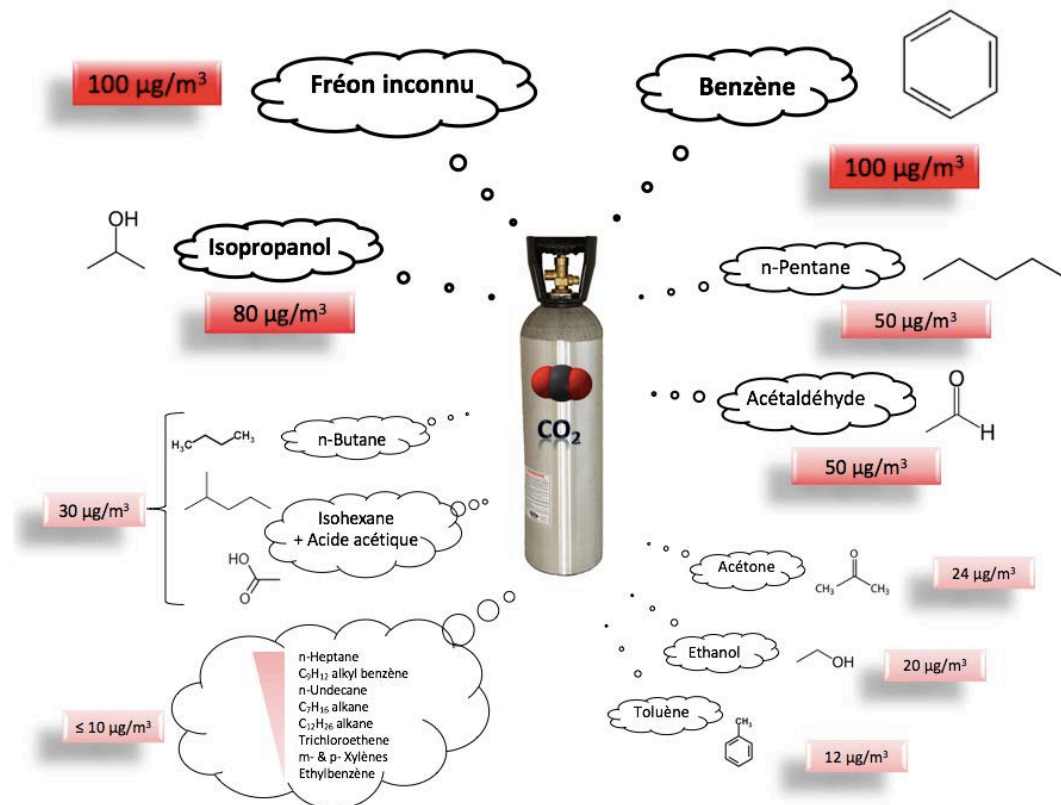 100 µg/m³
Fréon inconnu
Benzène
100 µg/m³
OH
Isopropanol
80 µg/m³
n-Pentane
50 µg/m³
Acétaldéhyde
O
H
50 µg/m³
CO₂
H₃C
CH₃
n-Butane
30 µg/m³
Isohexane
+ Acide acétique
HO
O
Acétone
O
CH₃
CH₃
24 µg/m³
Ethanol
OH
20 µg/m³
Toluène
CH₃
12 µg/m³
≤ 10 µg/m³
n-Heptane
C₉H₁₂ alkyl benzène
n-Undecane
C₇H₁₆ alkane
C₁₂H₂₆ alkane
Trichloroethene
m- & p- Xylènes
Ethylbenzène